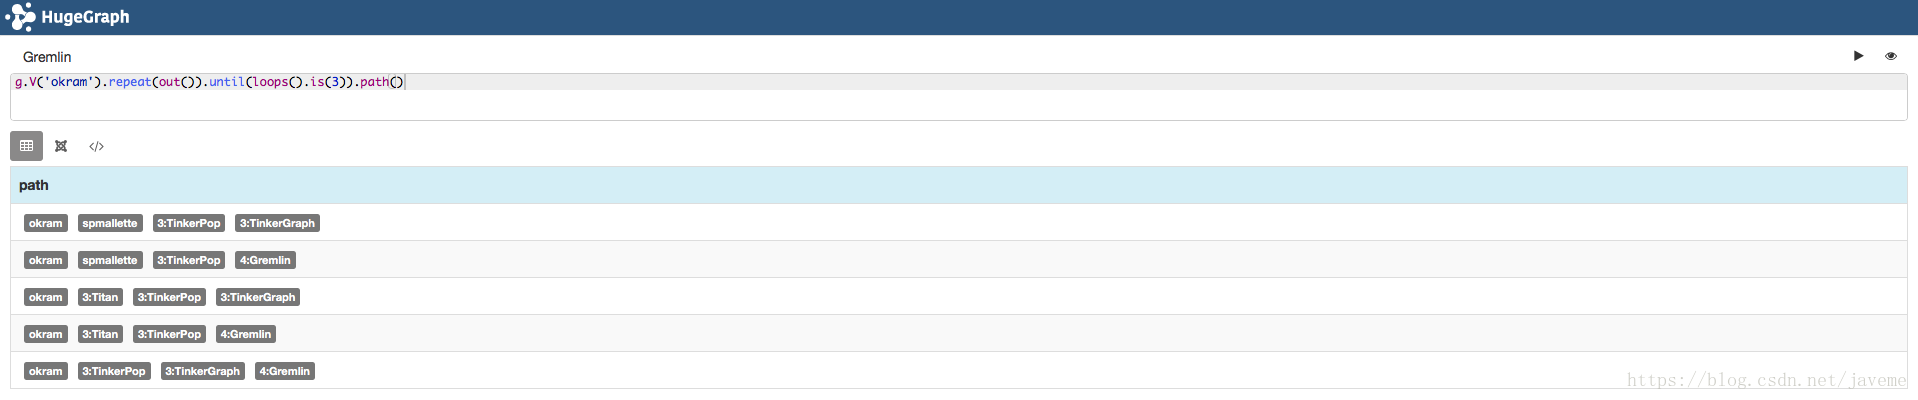 HugeGraph
Gremlin
g.V('okram').repeat(out()).until(loops().is(3)).path()
</>
path
okram spmallette 3:TinkerPop 3:TinkerGraph
okram spmallette 3:TinkerPop 4:Gremlin
okram 3:Titan 3:TinkerPop 3:TinkerGraph
okram 3:Titan 3:TinkerPop 4:Gremlin
okram 3:TinkerPop 3:TinkerGraph 4:Gremlin
https://blog.csdn.net/javeme